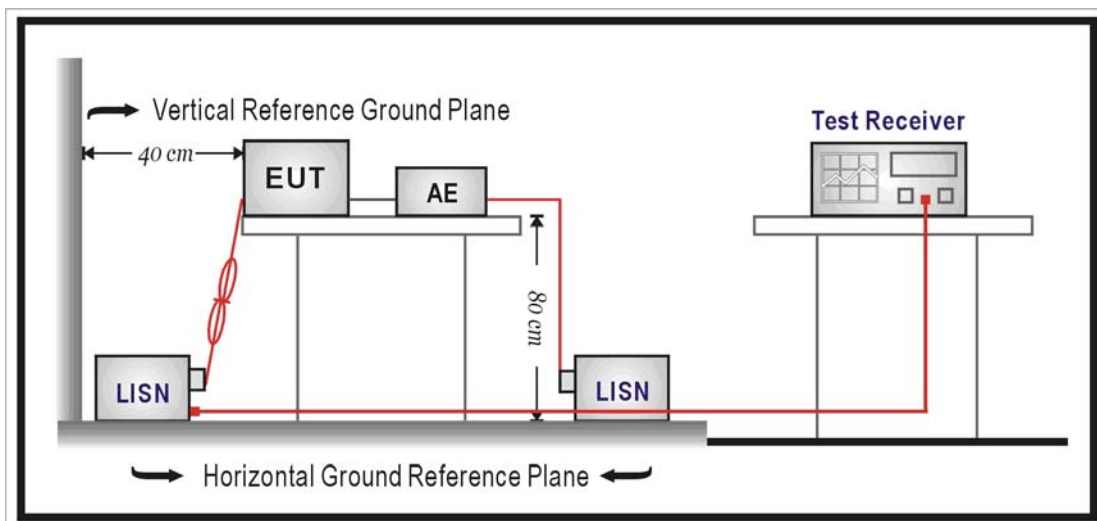 Vertical Reference Ground Plane
Test Receiver
40 cm
EUT
AE
80 cm
LISN
LISN
Horizontal Ground Reference Plane